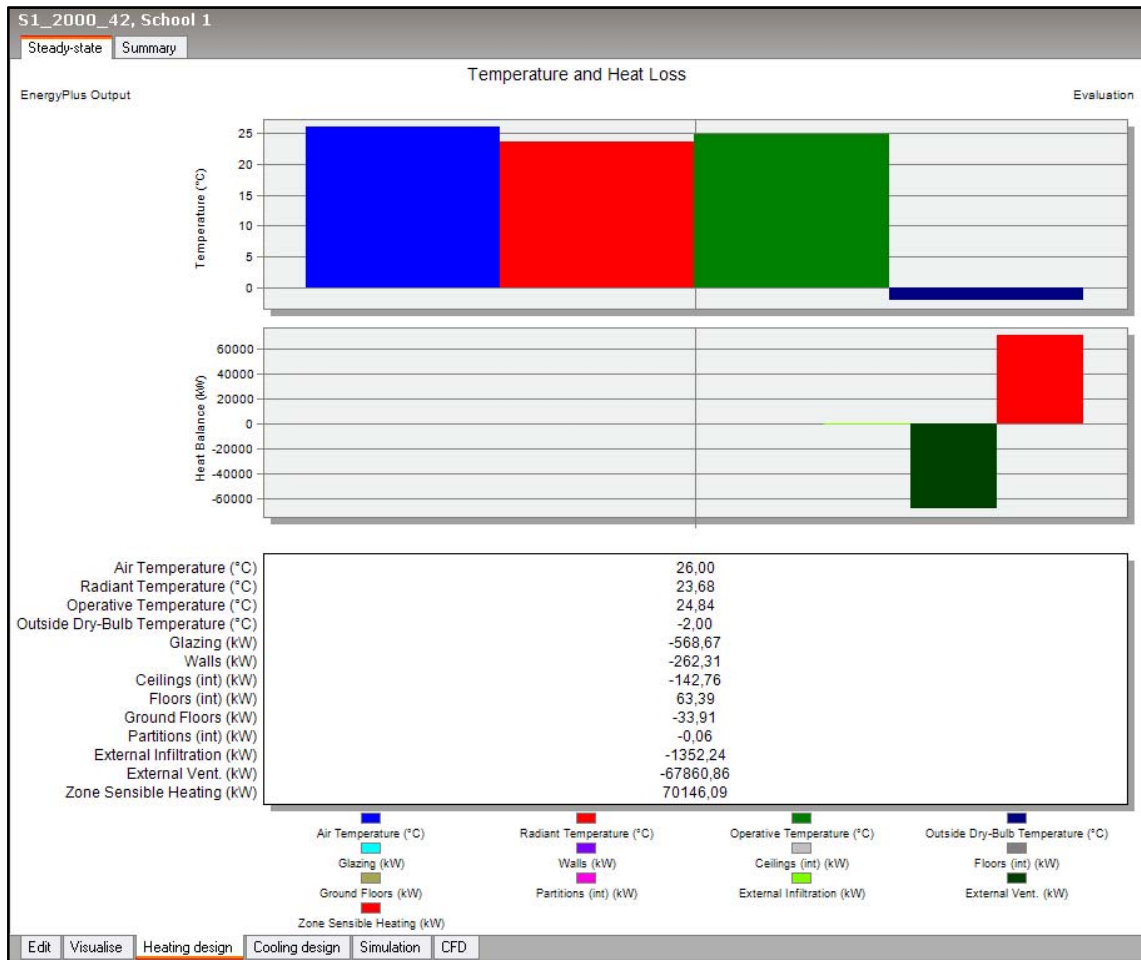 S1_2000_42, School 1
Steady-state Summary
Temperature and Heat Loss
EnergyPlus Output Evaluation
Temperature (°C)
25
20
15
10
5
0
Heat Balance (kW)
60000
40000
20000
0
-20000
-40000
-60000
Air Temperature (°C) 26,00
Radiant Temperature (°C) 23,68
Operative Temperature (°C) 24,84
Outside Dry-Bulb Temperature (°C) -2,00
Glazing (kW) -568,67
Walls (kW) -262,31
Ceilings (int) (kW) -142,76
Floors (int) (kW) 63,39
Ground Floors (kW) -33,91
Partitions (int) (kW) -0,06
External Infiltration (kW) -1352,24
External Vent. (kW) -67860,86
Zone Sensible Heating (kW) 70146,09
Air Temperature (°C) Radiant Temperature (°C) Operative Temperature (°C) Outside Dry-Bulb Temperature (°C)
Glazing (kW) Walls (kW) Ceilings (int) (kW) Floors (int) (kW)
Ground Floors (kW) Partitions (int) (kW) External Infiltration (kW) External Vent. (kW)
Zone Sensible Heating (kW)
Edit Visualise Heating design Cooling design Simulation CFD